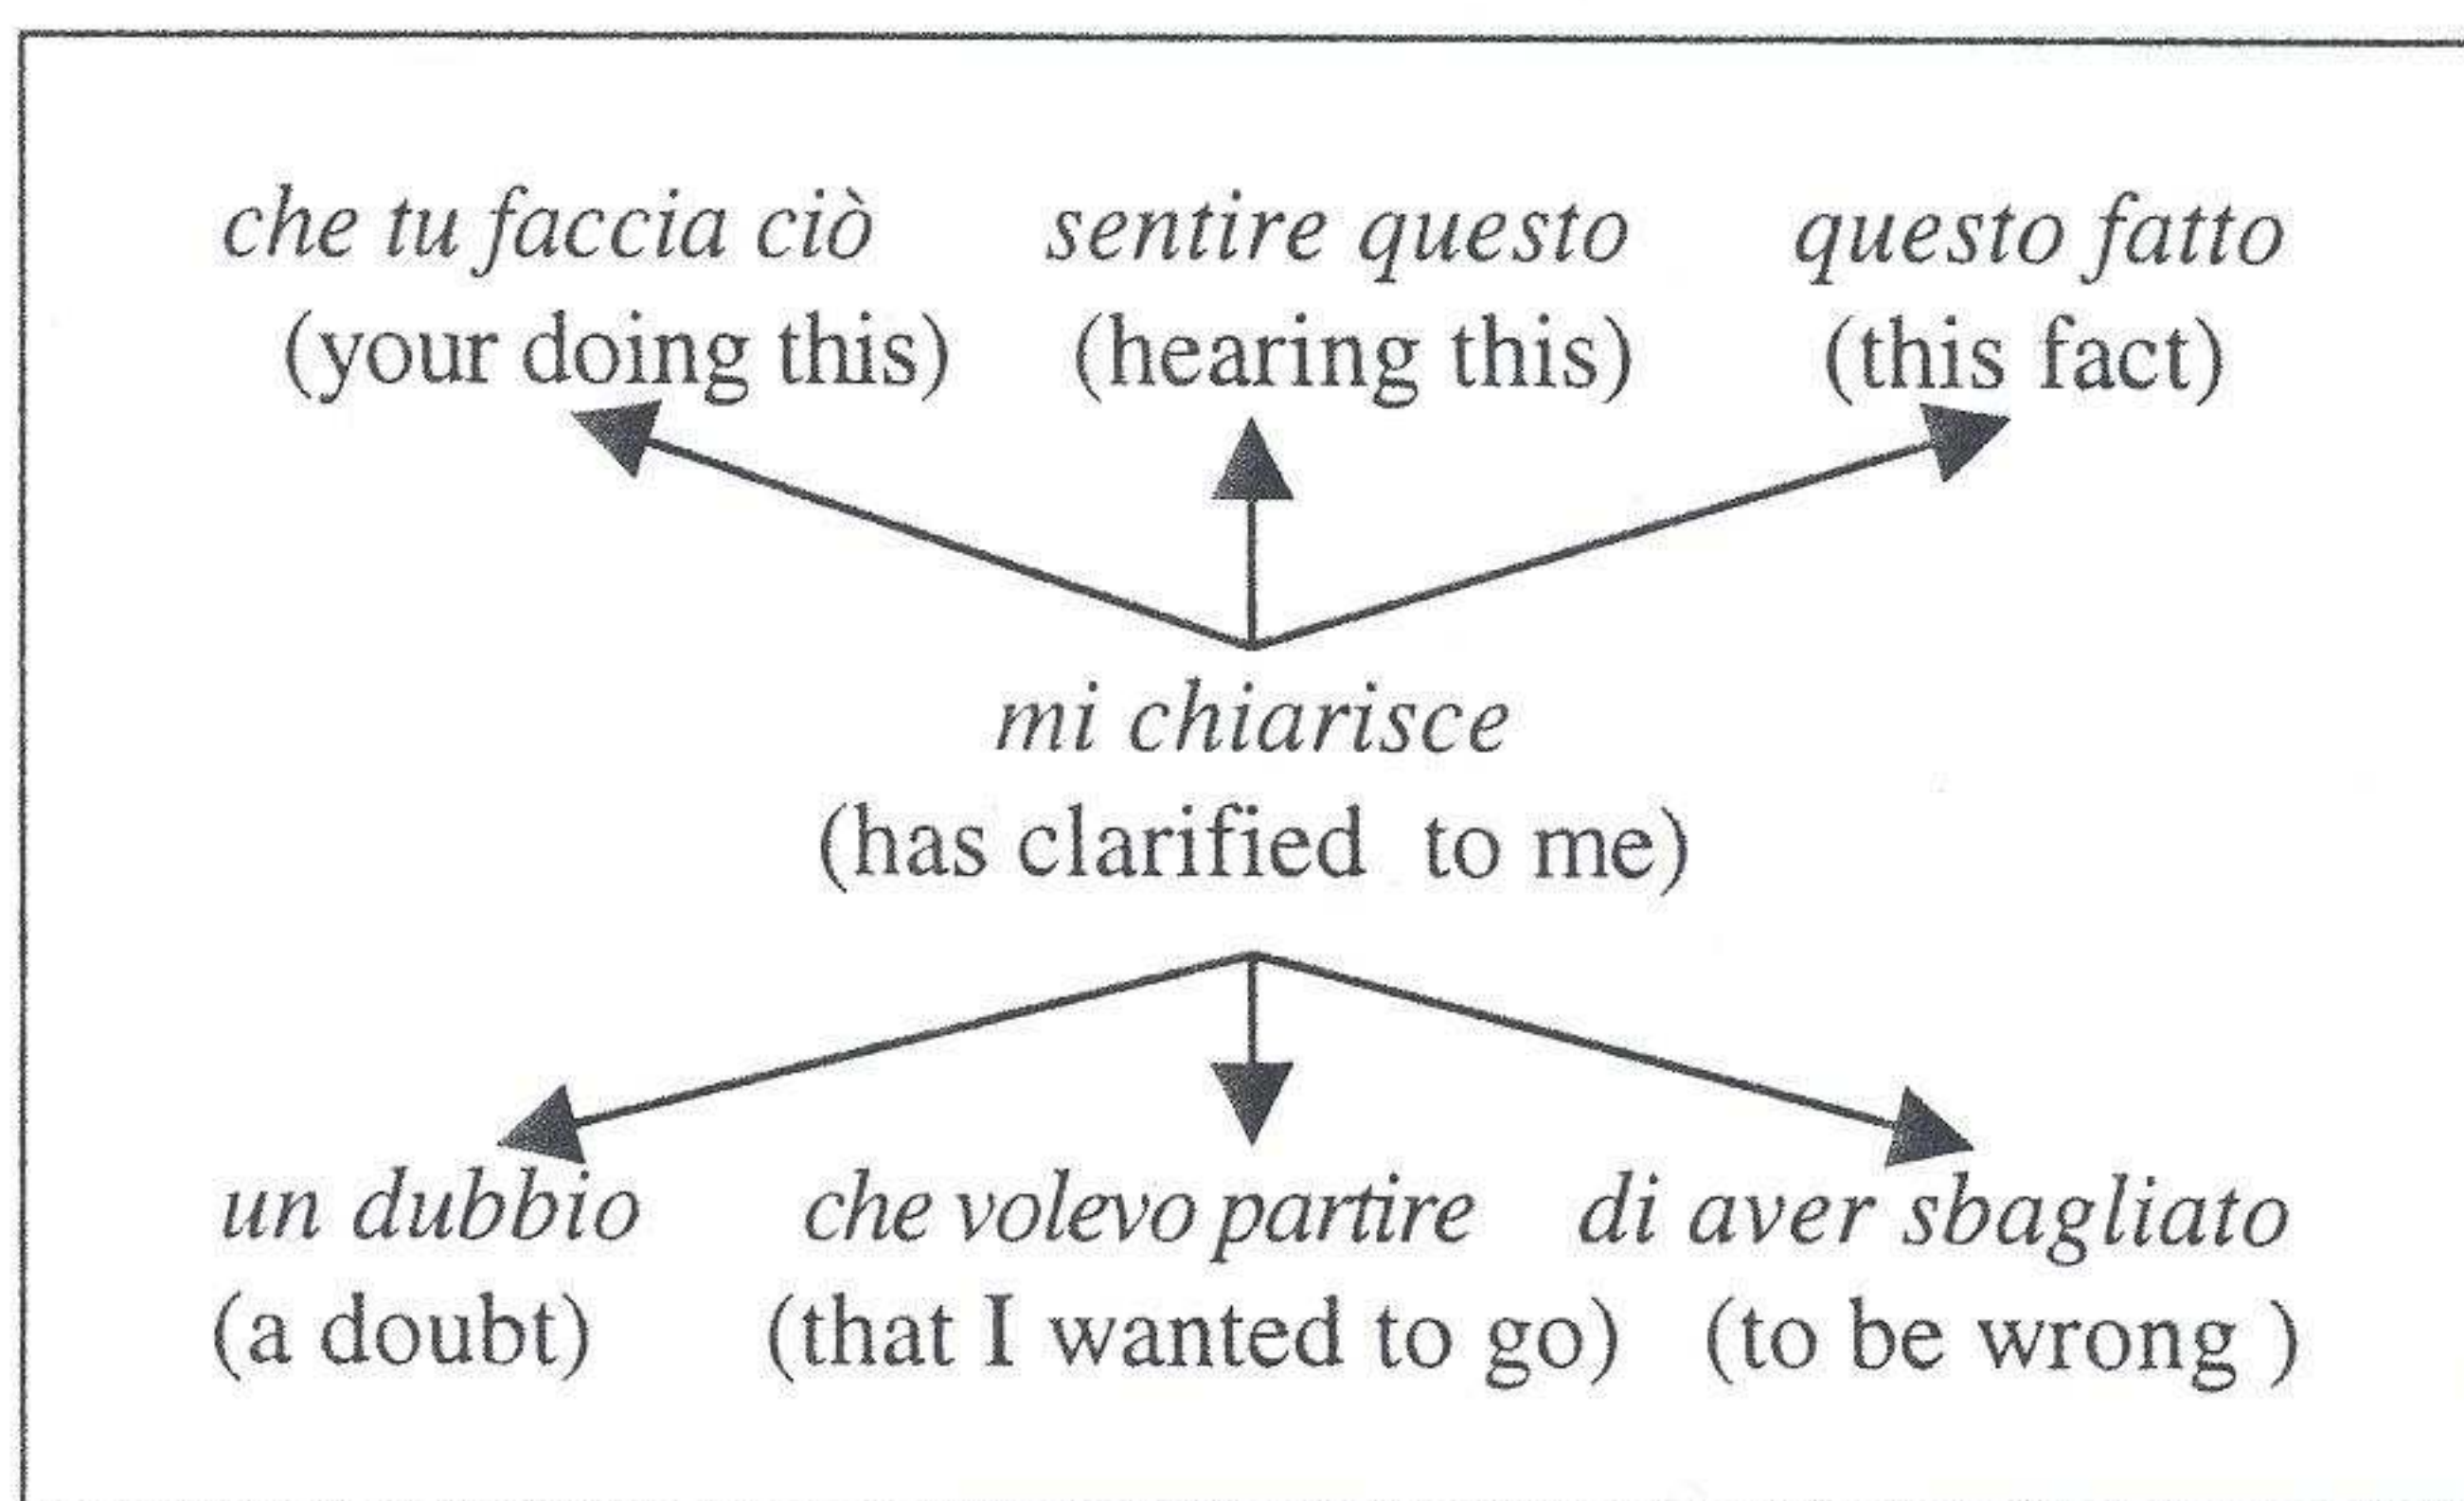 che tu faccia ciò sentire questo questo fatto
(your doing this) (hearing this) (this fact)
mi chiarisce
(has clarified to me)
un dubbio che volevo partire di aver sbagliato
(a doubt) (that I wanted to go) (to be wrong )